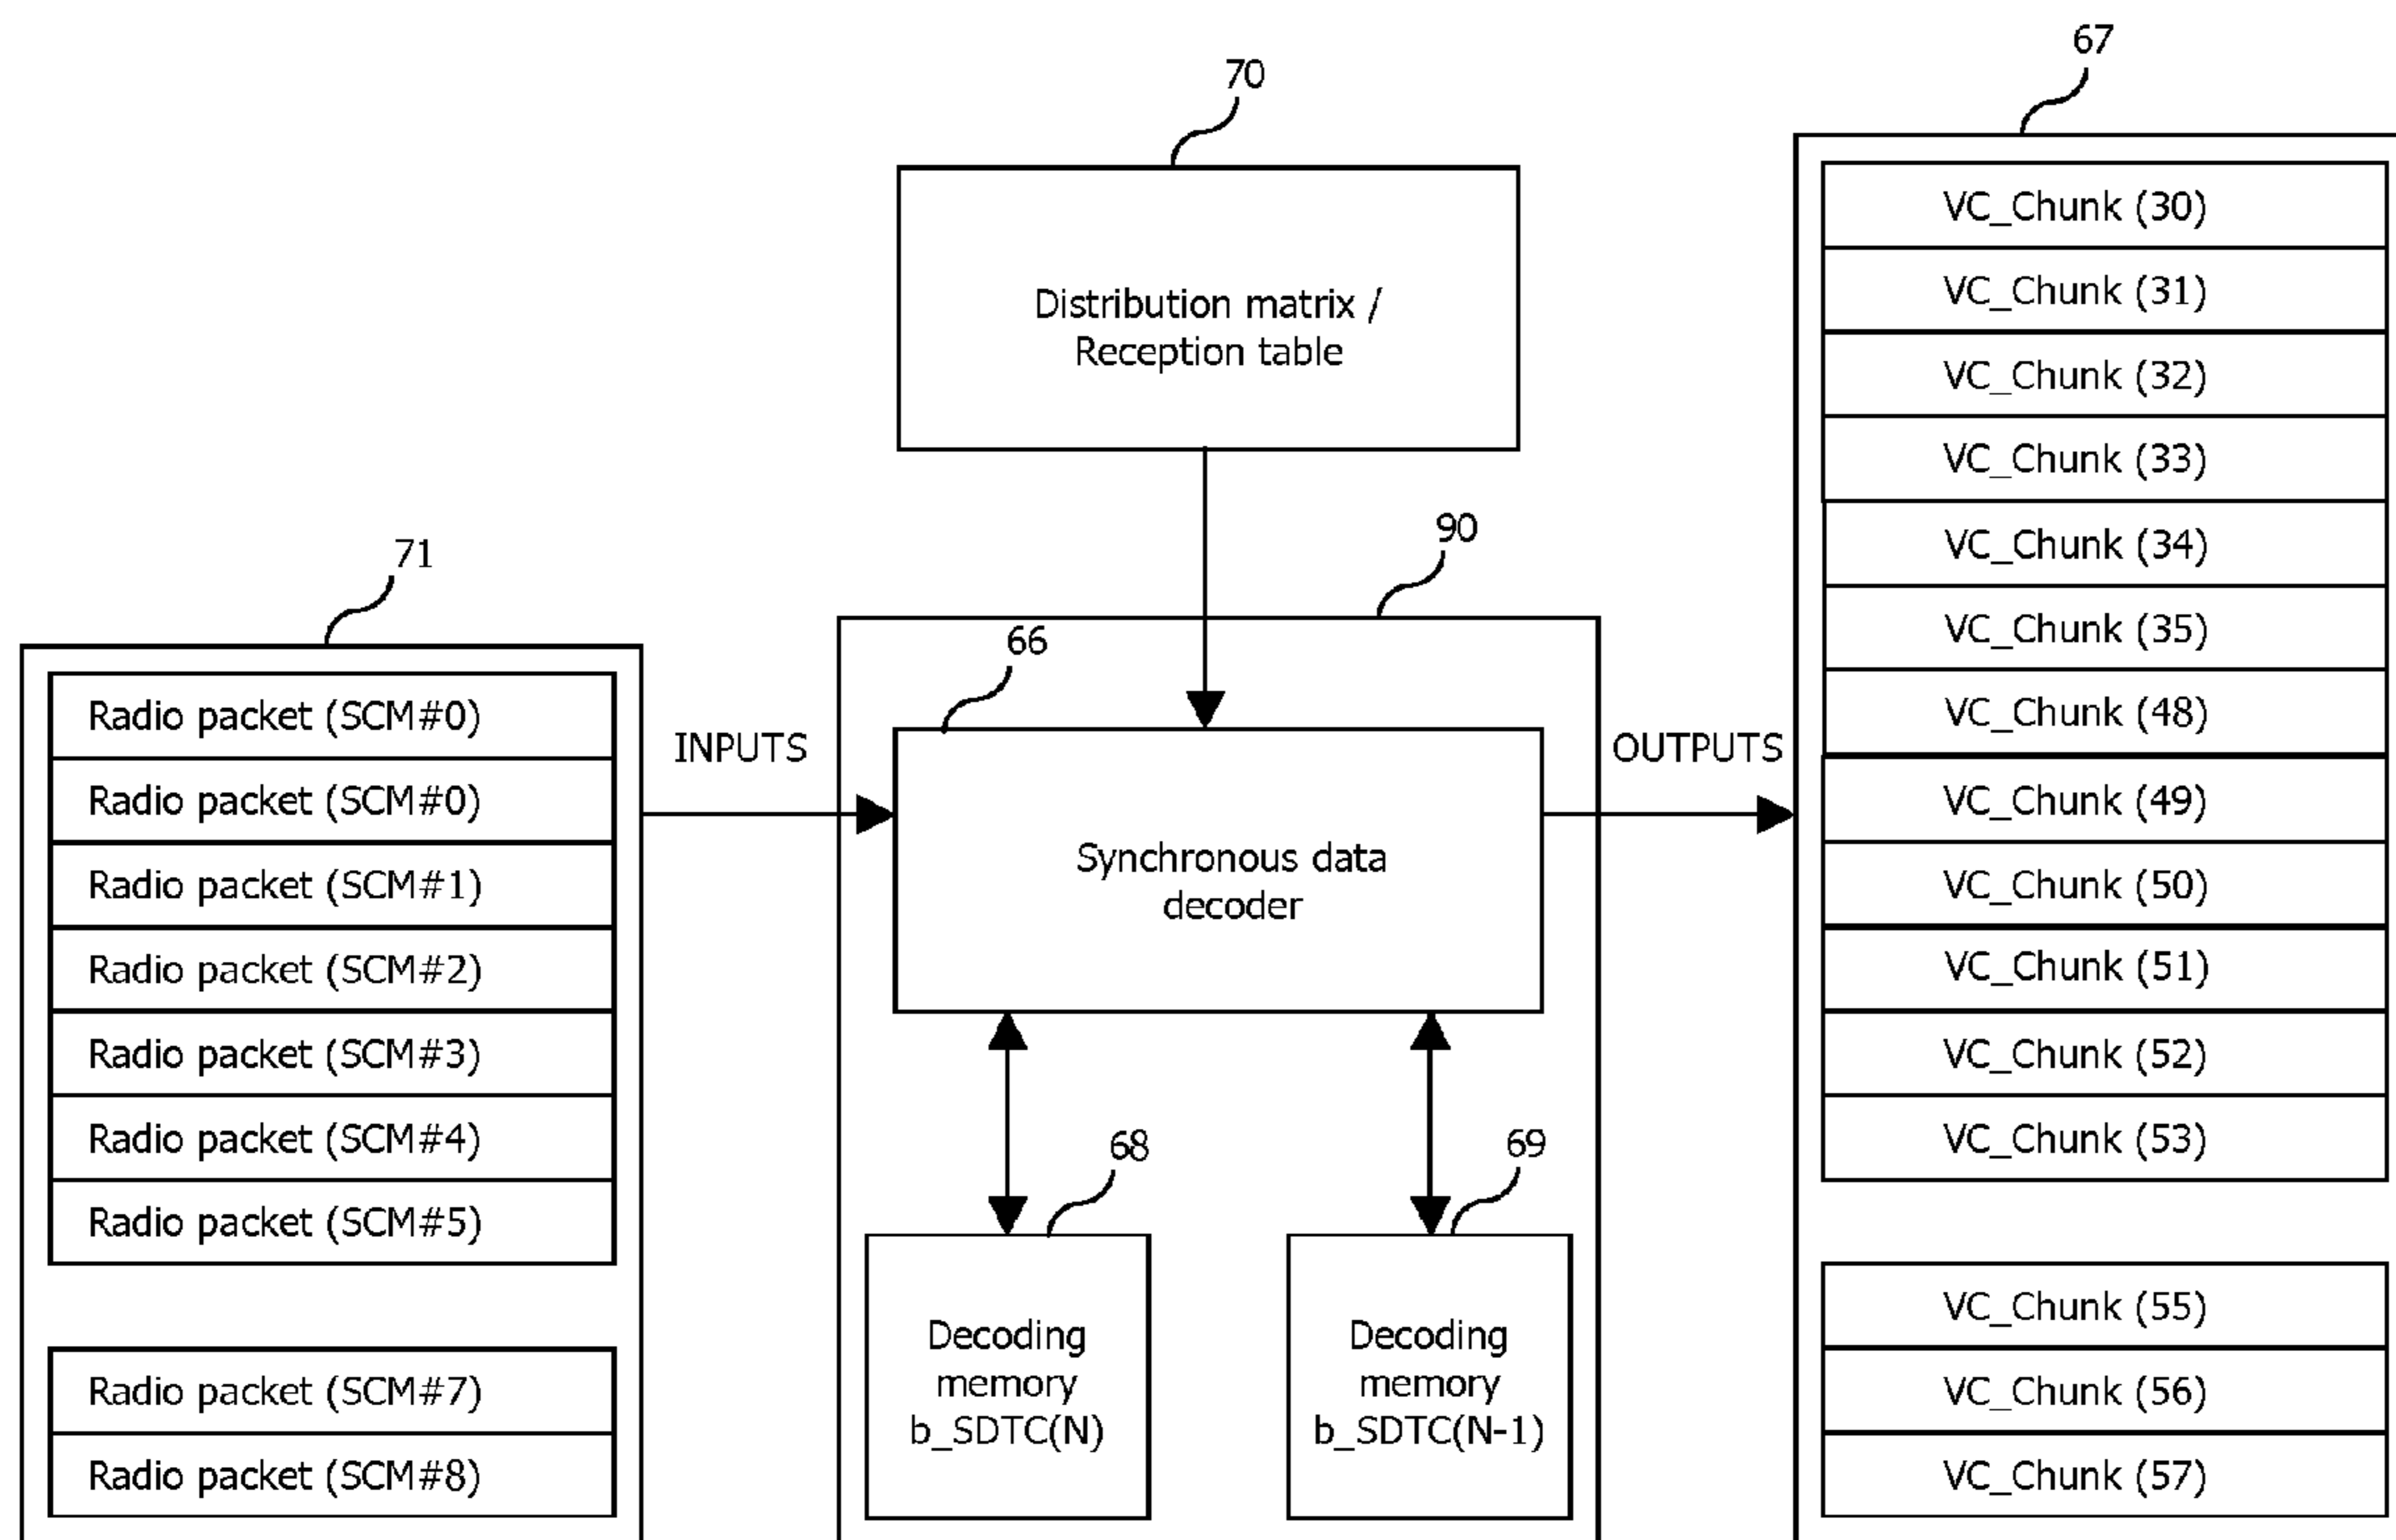 67
70
VC_Chunk (30)
VC_Chunk (31)
Distribution matrix /
Reception table
VC_Chunk (32)
VC_Chunk (33)
90
71
VC_Chunk (34)
66
VC_Chunk (35)
Radio packet (SCM#0)
INPUTS
OUTPUTS
VC_Chunk (48)
Radio packet (SCM#0)
VC_Chunk (49)
Radio packet (SCM#1)
Synchronous data
decoder
VC_Chunk (50)
Radio packet (SCM#2)
VC_Chunk (51)
Radio packet (SCM#3)
VC_Chunk (52)
Radio packet (SCM#4)
68
69
VC_Chunk (53)
Radio packet (SCM#5)
Decoding
memory
b_SDTC(N)
Decoding
memory
b_SDTC(N-1)
VC_Chunk (55)
Radio packet (SCM#7)
VC_Chunk (56)
Radio packet (SCM#8)
VC_Chunk (57)